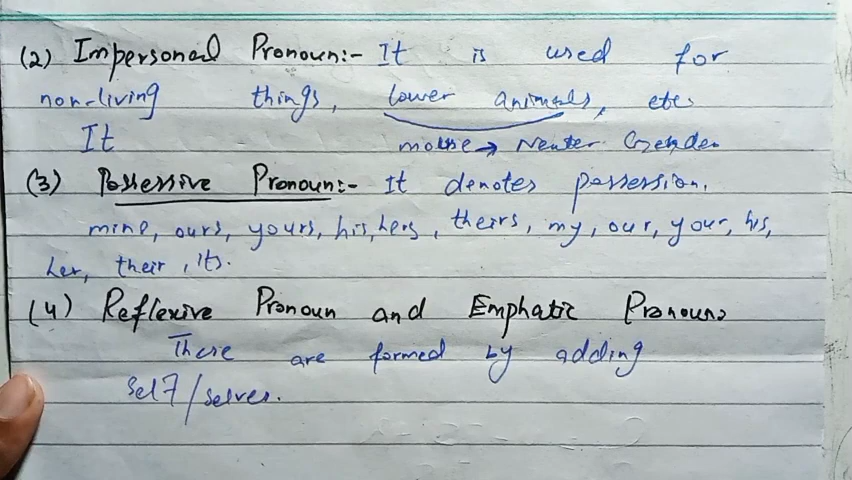 (2) Impersonal Pronoun:- It is used for
non-living things, lower animals, etc.
It mouse → Neuter Gender
(3) Possessive Pronoun:- It denotes possession.
mine, ours, yours, his, hers, theirs, my, our, your, his,
her, their, its.
(4) Reflexive Pronoun and Emphatic Pronouns
These are formed by adding
self/selves.